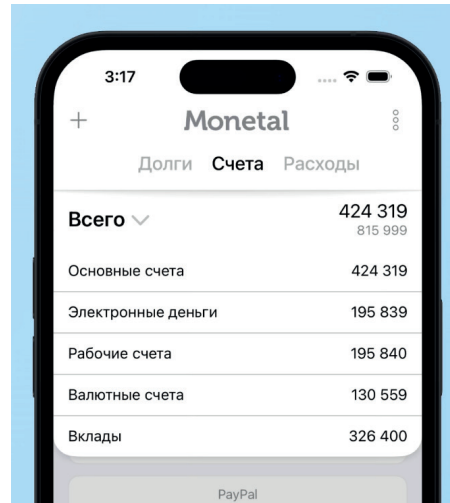 3:17
Monetal
Долги Счета Расходы
Всего 424 319
815 999
Основные счета 424 319
Электронные деньги 195 839
Рабочие счета 195 840
Валютные счета 130 559
Вклады 326 400
PayPal